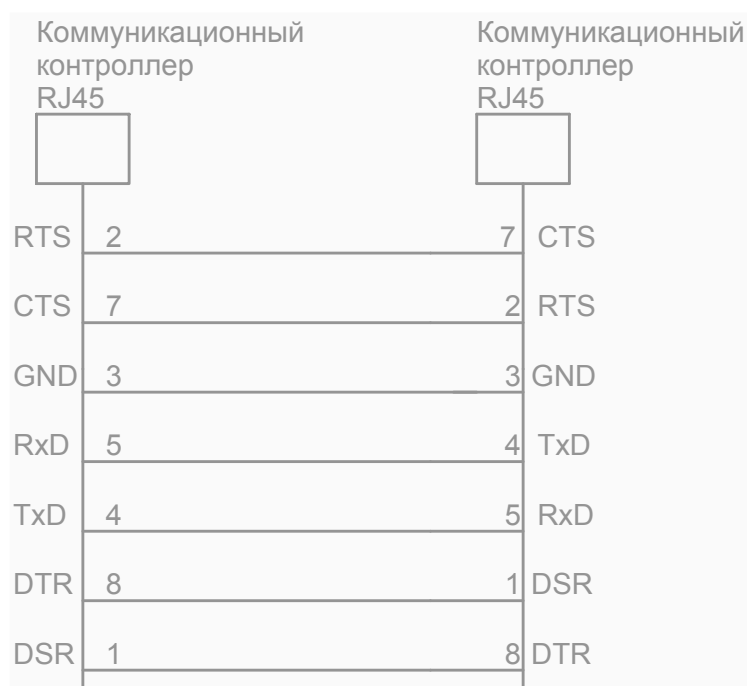 Коммуникационный
контроллер
RJ45
Коммуникационный
контроллер
RJ45
RTS 2 7 CTS
CTS 7 2 RTS
GND 3 3 GND
RxD 5 4 TxD
TxD 4 5 RxD
DTR 8 1 DSR
DSR 1 8 DTR